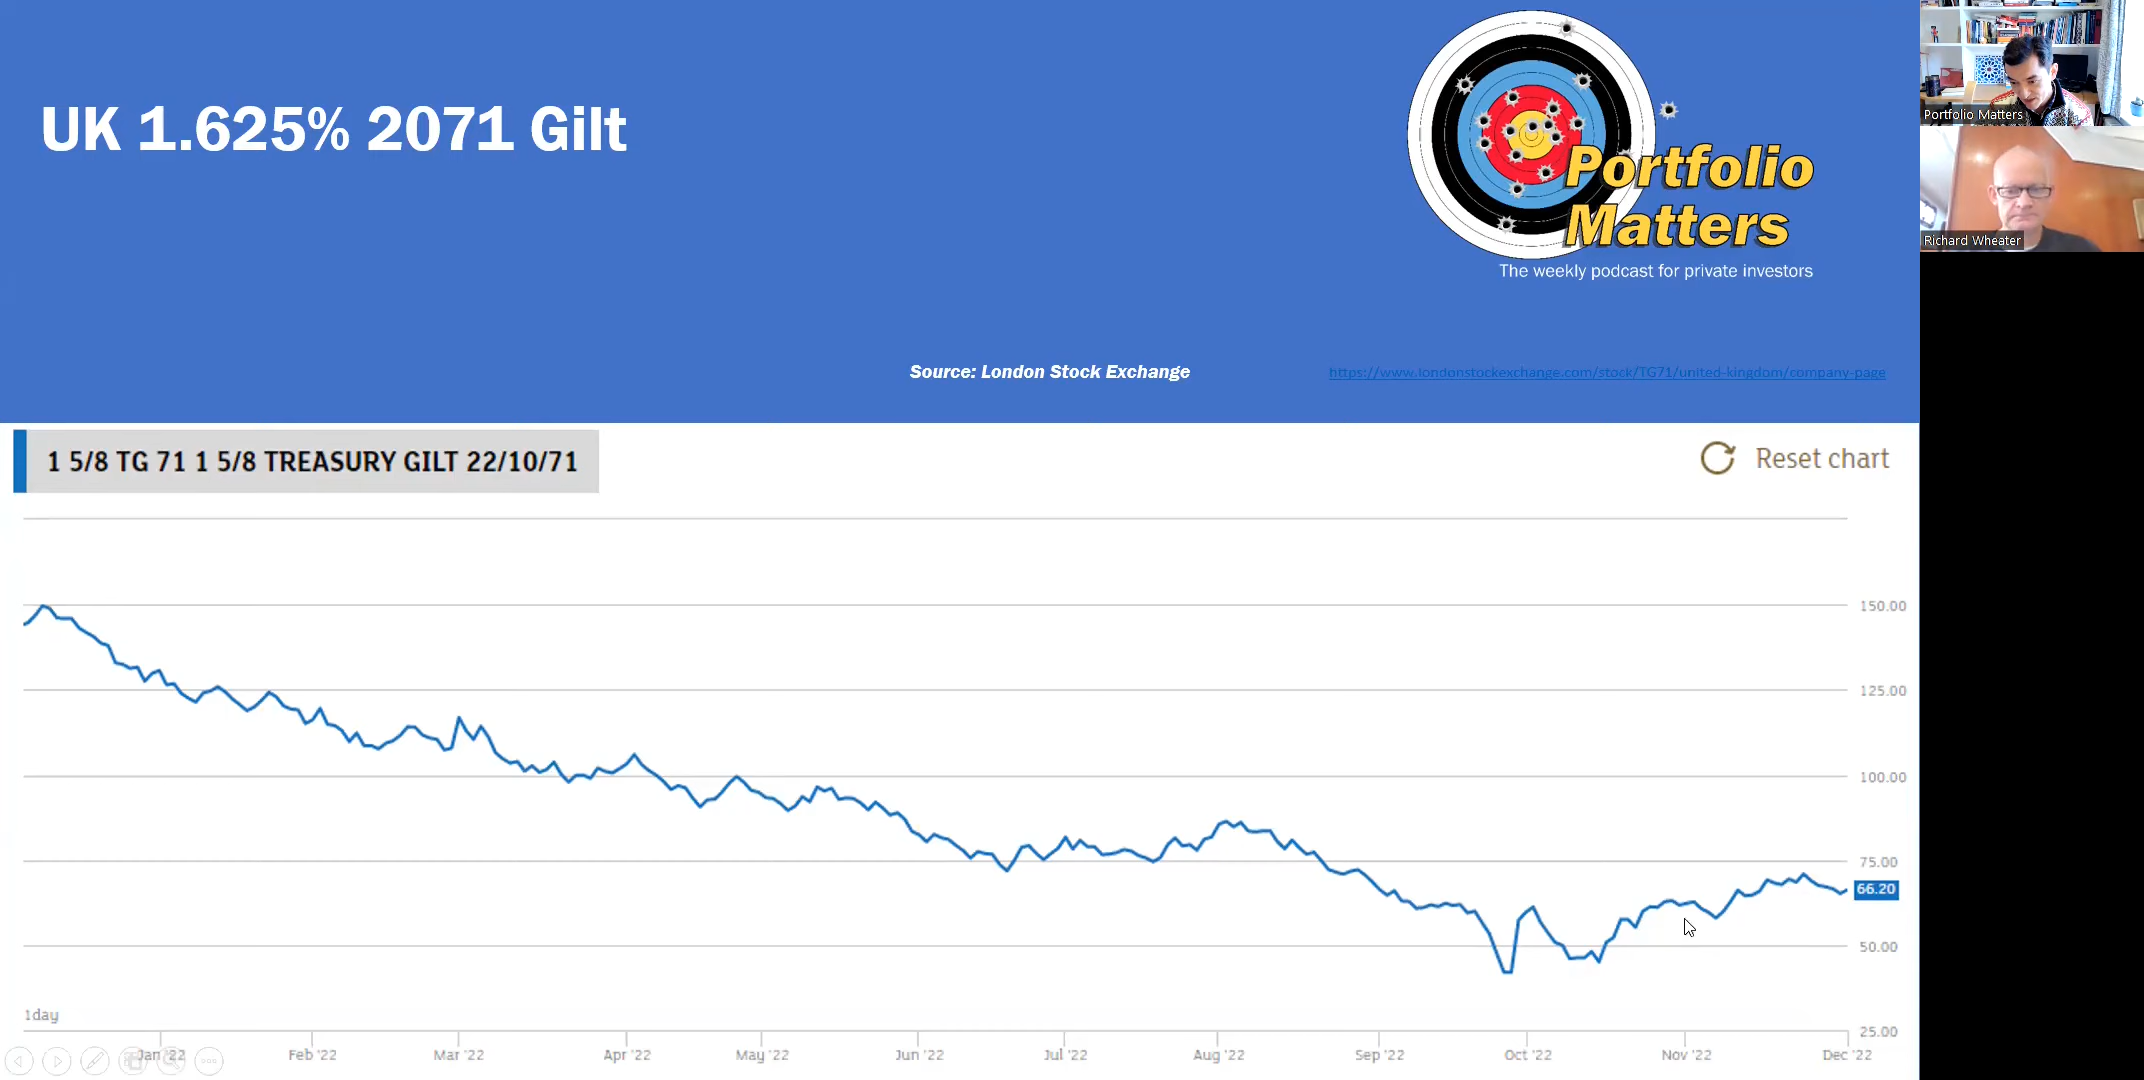 UK 1.625% 2071 Gilt
Portfolio
Matters
The weekly podcast for private investors
Source: London Stock Exchange
https://www.londonstockexchange.com/stock/TG71/united-kingdom/company-page
Portfolio Matters
Richard Wheater
1 5/8 TG 71 1 5/8 TREASURY GILT 22/10/71
Reset chart
150.00
125.00
100.00
75.00
66.20
50.00
25.00
1day
Jan '22
Feb '22
Mar '22
Apr '22
May '22
Jun '22
Jul '22
Aug '22
Sep '22
Oct '22
Nov '22
Dec '22